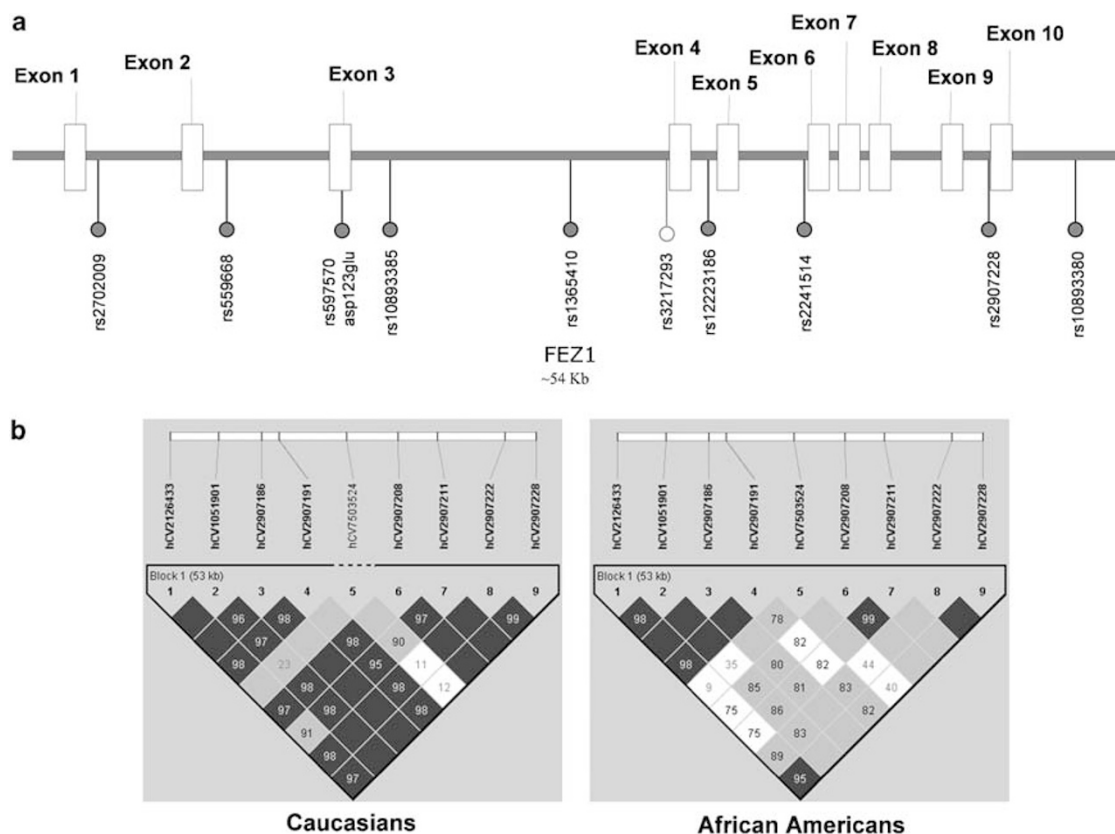 a
Exon 1
Exon 2
Exon 3
Exon 4
Exon 5
Exon 6
Exon 7
Exon 8
Exon 9
Exon 10
rs2702009
rs559668
rs597570
asp123glu
rs10893385
rs1365410
rs3217293
rs12223186
rs2241514
rs2907228
rs10893380
FEZ1
~54 Kb
b
hCV2126433
hCV1051901
hCV2907186
hCV2907191
hCV7503524
hCV2907208
hCV2907211
hCV2907222
hCV2907228
Block 1 (53 kb)
1 2 3 4 5 6 7 8 9
96 98 97 99
97 98 90
98 23 95 11
98 98 12
97 98 98
91
98
97
Caucasians
hCV2126433
hCV1051901
hCV2907186
hCV2907191
hCV7503524
hCV2907208
hCV2907211
hCV2907222
hCV2907228
Block 1 (53 kb)
1 2 3 4 5 6 7 8 9
98 78 99
82
98 35 80 82 44
9 85 81 83 40
75 86 82
75 83
89
95
African Americans